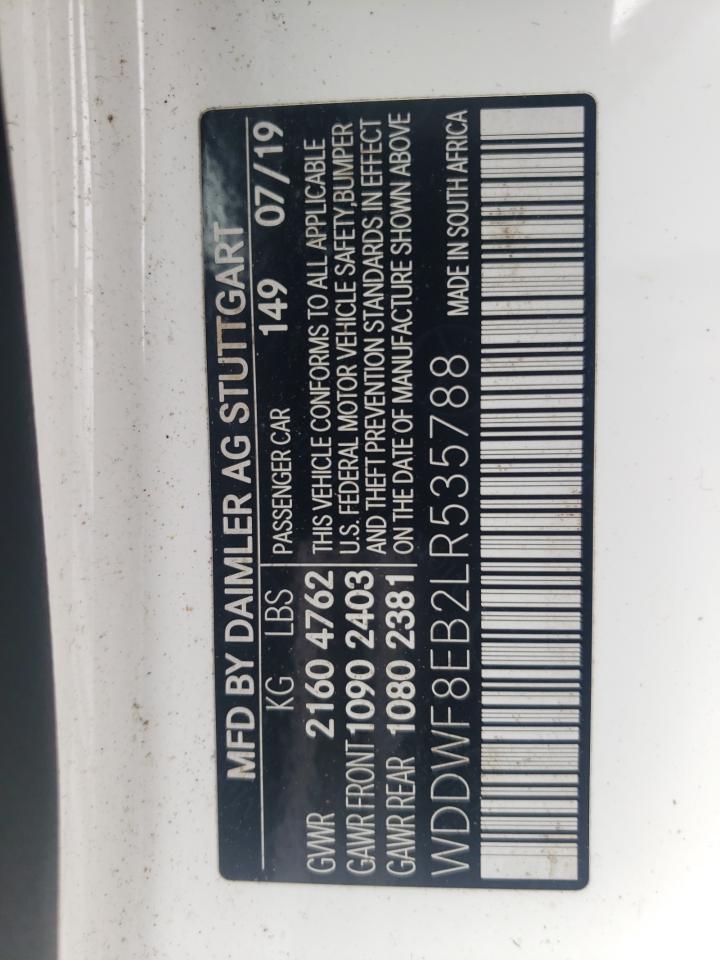 MFD BY DAIMLER AG STUTTGART
KG LBS PASSENGER CAR 149 07/19
GVWR 2160 4762 THIS VEHICLE CONFORMS TO ALL APPLICABLE
U.S. FEDERAL MOTOR VEHICLE SAFETY,BUMPER
GAWR FRONT 1090 2403 AND THEFT PREVENTION STANDARDS IN EFFECT
GAWR REAR 1080 2381 ON THE DATE OF MANUFACTURE SHOWN ABOVE
WDDWF8EB2LR535788 MADE IN SOUTH AFRICA